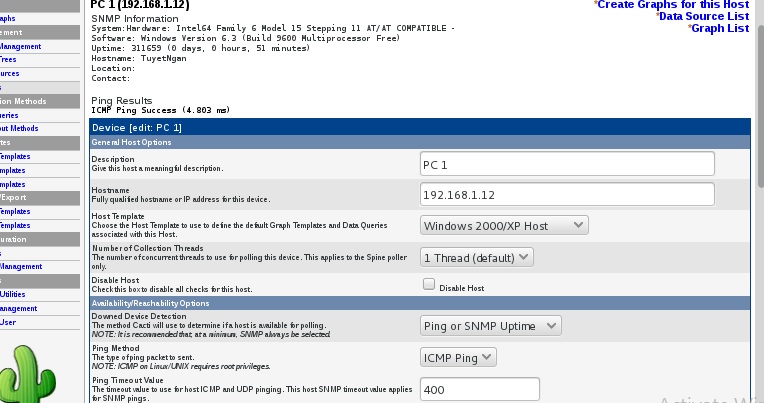 PC 1 (192.168.1.12)
*Create Graphs for this Host
SNMP Information
*Data Source List
System:Hardware: Intel64 Family 6 Model 15 Stepping 11 AT/AT COMPATIBLE -
*Graph List
Software: Windows Version 6.3 (Build 9600 Multiprocessor Free)
Uptime: 311659 (0 days, 0 hours, 51 minutes)
Hostname: TuyetNgan
Location:
Contact:
Ping Results
ICMP Ping Success (4.803 ms)
Device [edit: PC 1]
General Host Options
Description
Give this host a meaningful description.
PC 1
Hostname
Fully qualified hostname or IP address for this device.
192.168.1.12
Host Template
Choose the Host Template to use to define the default Graph Templates and Data Queries
associated with this Host.
Windows 2000/XP Host
Number of Collection Threads
The number of concurrent threads to use for polling this device. This applies to the Spine poller
only.
1 Thread (default)
Disable Host
Check this box to disable all checks for this host.
Disable Host
Availability/Reachability Options
Downed Device Detection
The method Cacti will use to determine if a host is available for polling.
NOTE: It is recommended that, at a minimum, SNMP always be selected.
Ping or SNMP Uptime
Ping Method
The type of ping packet to sent.
NOTE: ICMP on Linux/UNIX requires root privileges.
ICMP Ping
Ping Timeout Value
The timeout value to use for host ICMP and UDP pinging. This host SNMP timeout value applies
for SNMP pings.
400
aphs
ement
Management
Trees
urces
s
ion Methods
ueries
out Methods
tes
Templates
mplates
Templates
/Export
Templates
Templates
uration
s
Management
s
Utilities
anagement
User